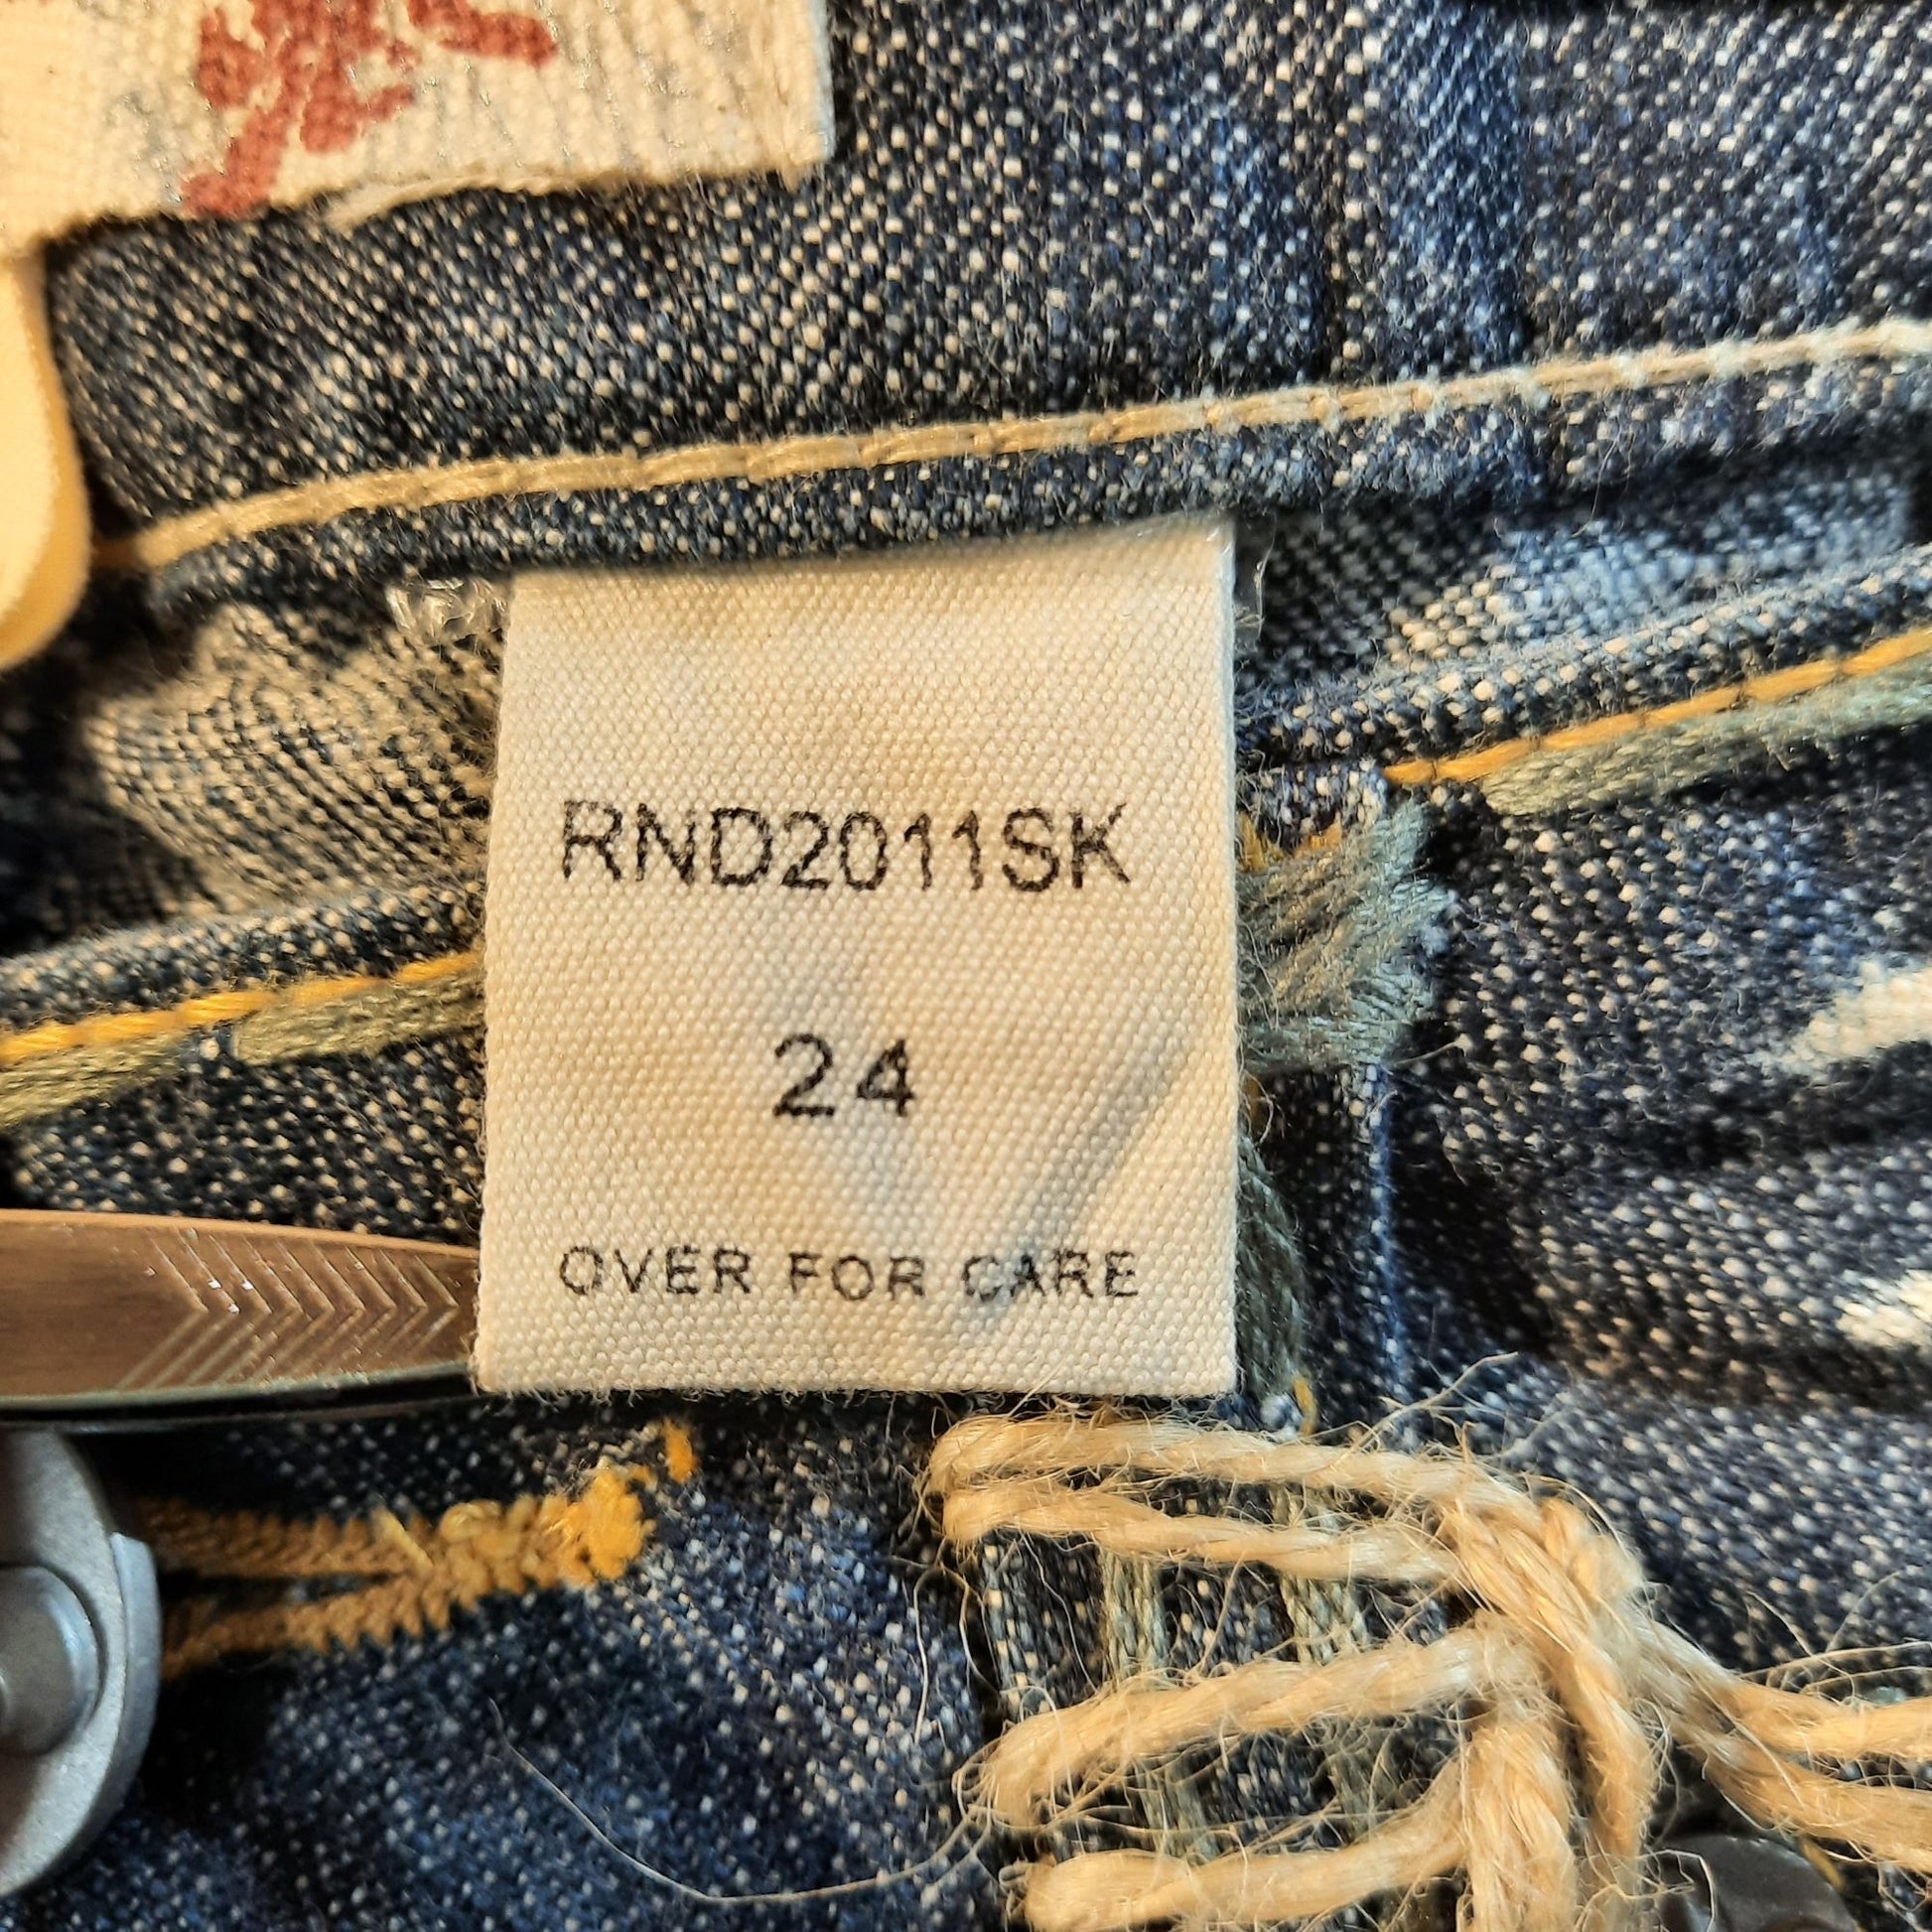 RND2011SK
24
OVER FOR CARE